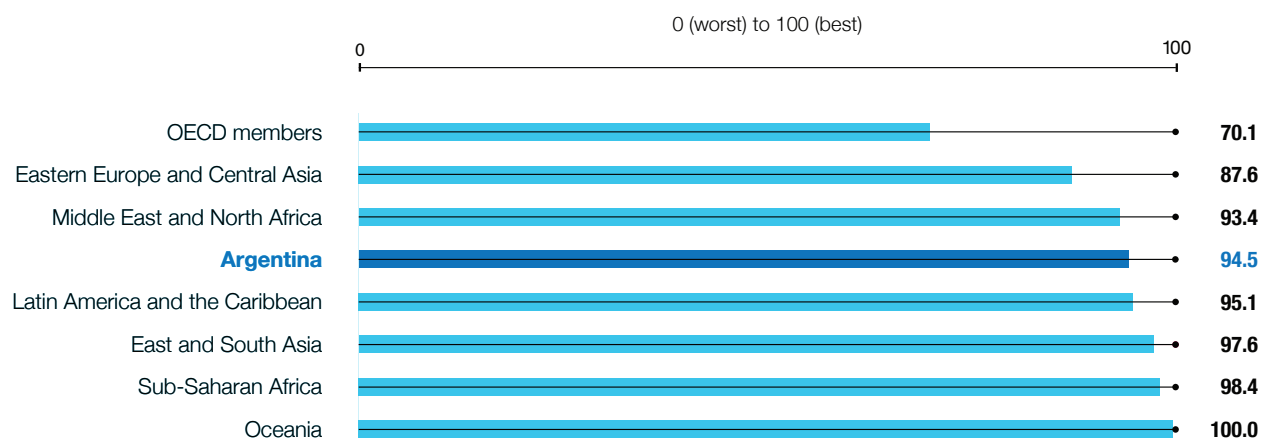 0 (worst) to 100 (best)
0 100
OECD members 70.1
Eastern Europe and Central Asia 87.6
Middle East and North Africa 93.4
Argentina 94.5
Latin America and the Caribbean 95.1
East and South Asia 97.6
Sub-Saharan Africa 98.4
Oceania 100.0